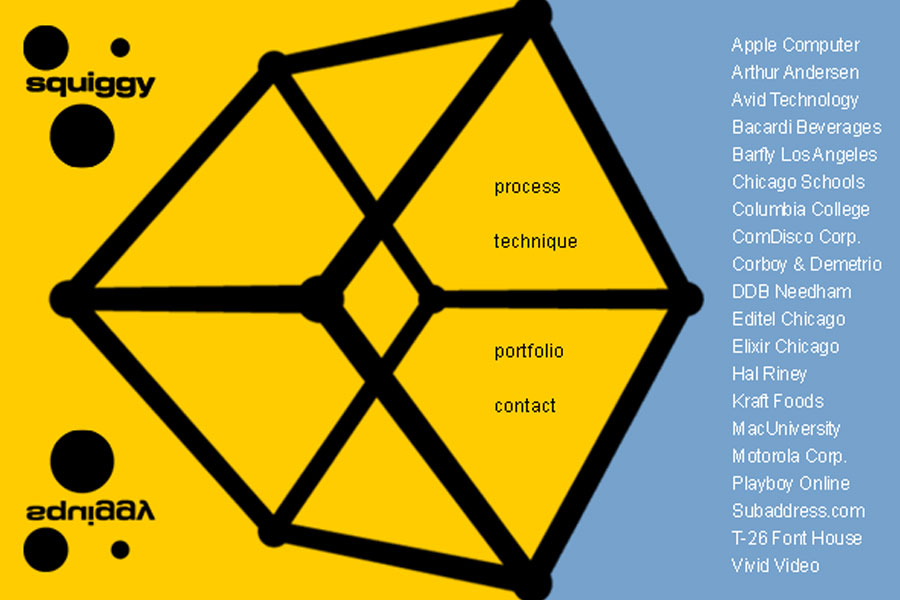 squiggy
process
technique
portfolio
contact
squiggy
Apple Computer
Arthur Andersen
Avid Technology
Bacardi Beverages
Barfly Los Angeles
Chicago Schools
Columbia College
ComDisco Corp.
Corboy & Demetrio
DDB Needham
Editel Chicago
Elixir Chicago
Hal Riney
Kraft Foods
MacUniversity
Motorola Corp.
Playboy Online
Subaddress.com
T-26 Font House
Vivid Video